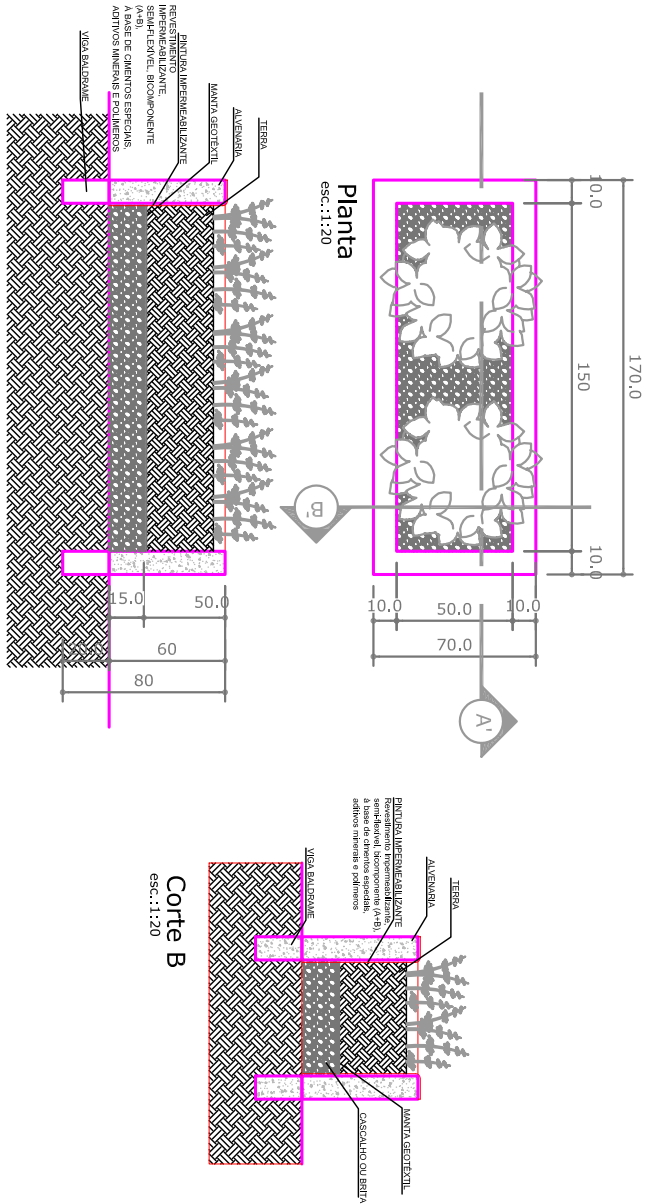 170.0
10.0
150
10.0
10.0
50.0
10.0
70.0
A'
B'
Planta
esc.:1:20
TERRA
ALVENARIA
MANTA GEOTÊXTIL
PINTURA IMPERMEABILIZANTE
REVESTIMENTO
IMPERMEABILIZANTE,
SEMI-FLEXÍVEL, BICOMPONENTE
(A+B),
À BASE DE CIMENTOS ESPECIAIS,
ADITIVOS MINERAIS E POLÍMEROS
VIGA BALDRAME
50.0
15.0
60
80
TERRA
ALVENARIA
PINTURA IMPERMEABILIZANTE
Revestimento impermeabilizante,
semi-flexível, bicomponente (A+B),
à base de cimentos especiais,
aditivos minerais e polímeros
VIGA BALDRAME
MANTA GEOTÊXTIL
CASCALHO OU BRITA
Corte B
esc.:1:20